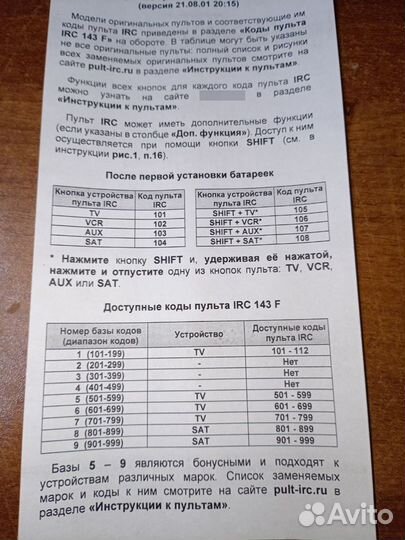 (версия 21.08.01 20:15)
Модели оригинальных пультов и соответствующие им
коды пульта IRC приведены в разделе «Коды пульта
IRC 143 F» на обороте. В таблице могут быть указаны
не все оригинальные пульты: полный список и рисунки
всех заменяемых оригинальных пультов смотрите на
сайте pult-irc.ru в разделе «Инструкции к пультам».
Функции всех кнопок для каждого кода пульта IRC
можно узнать на сайте в разделе
«Инструкции к пультам».
Пульт IRC может иметь дополнительные функции
(если указаны в столбце «Доп. функция»). Доступ к ним
осуществляется при помощи кнопки SHIFT (см. в
инструкции рис.1, п.16).
После первой установки батареек
Кнопка устройства пульта IRC Код пульта IRC Кнопка устройства пульта IRC Код пульта IRC
TV 101 SHIFT + TV* 105
VCR 102 SHIFT + VCR* 106
AUX 103 SHIFT + AUX* 107
SAT 104 SHIFT + SAT* 108
* Нажмите кнопку SHIFT и, удерживая её нажатой,
нажмите и отпустите одну из кнопок пульта: TV, VCR,
AUX или SAT.
Доступные коды пульта IRC 143 F
Номер базы кодов (диапазон кодов) Устройство Доступные коды пульта IRC
1 (101-199) TV 101 - 112
2 (201-299) - Нет
3 (301-399) - Нет
4 (401-499) - Нет
5 (501-599) TV 501 - 599
6 (601-699) TV 601 - 699
7 (701-799) TV 701 - 799
8 (801-899) SAT 801 - 899
9 (901-999) SAT 901 - 999
Базы 5 – 9 являются бонусными и подходят к
устройствам различных марок. Список заменяемых
марок и коды к ним смотрите на сайте pult-irc.ru в
разделе «Инструкции к пультам».
Avito